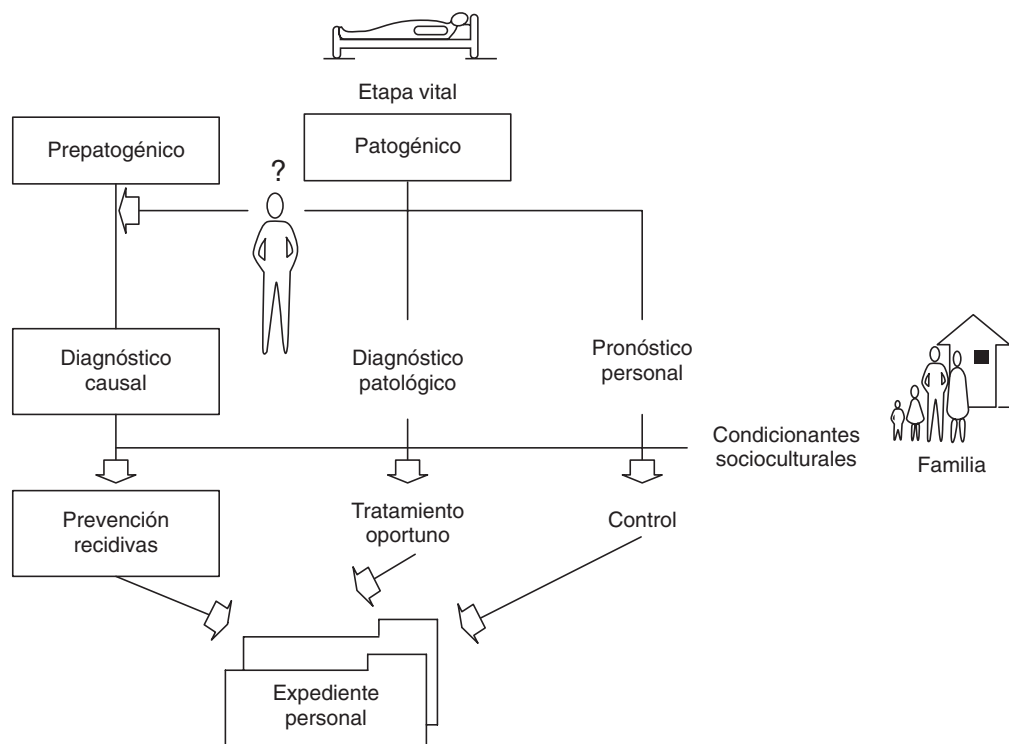 Etapa vital
Prepatogénico
Patogénico
?
Diagnóstico
causal
Diagnóstico
patológico
Pronóstico
personal
Condicionantes
socioculturales
Familia
Prevención
recidivas
Tratamiento
oportuno
Control
Expediente
personal